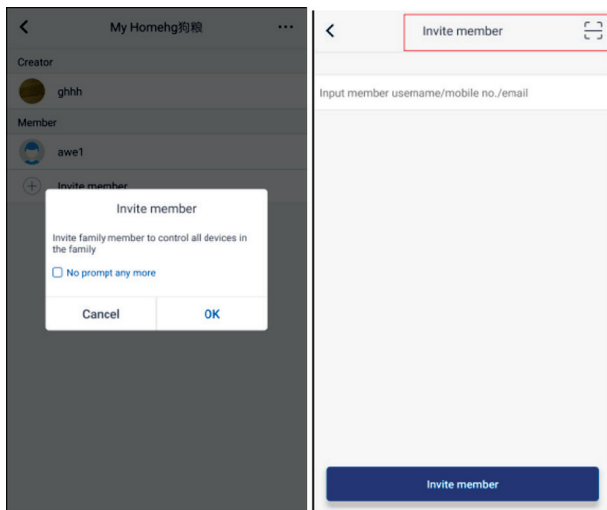 My Homehg狗粮
Creator
ghhh
Member
awe1
Invite member
Invite member
Invite family member to control all devices in
the family
No prompt any more
Cancel OK
Invite member
Input member username/mobile no./email
Invite member